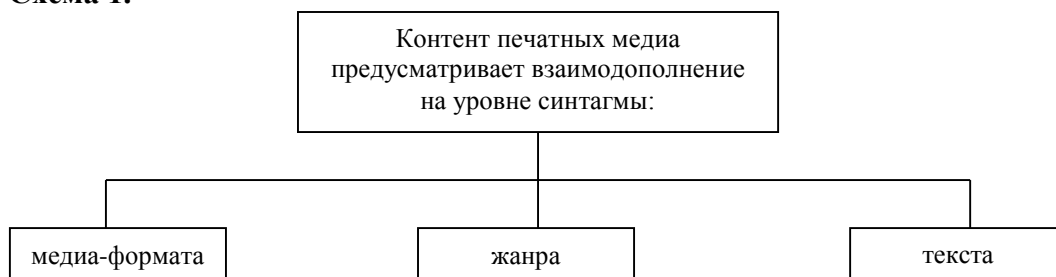 Схема 1.
Контент печатных медиа
предусматривает взаимодополнение
на уровне синтагмы:
медиа-формата
жанра
текста